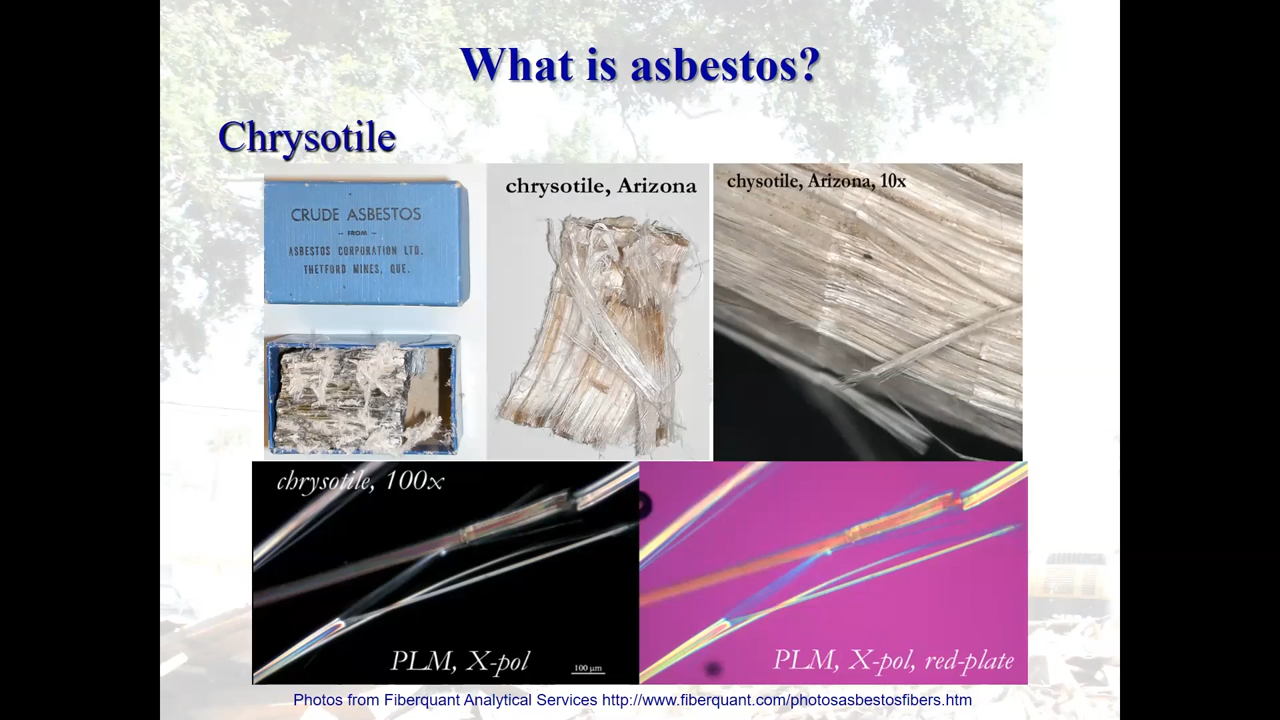 What is asbestos?
Chrysotile
CRUDE ASBESTOS
- FROM -
ASBESTOS CORPORATION LTD.
THETFORD MINES, QUE.
chrysotile, Arizona
chysotile, Arizona, 10x
chrysotile, 100x
PLM, X-pol
100 µm
PLM, X-pol, red-plate
Photos from Fiberquant Analytical Services http://www.fiberquant.com/photosasbestosfibers.htm